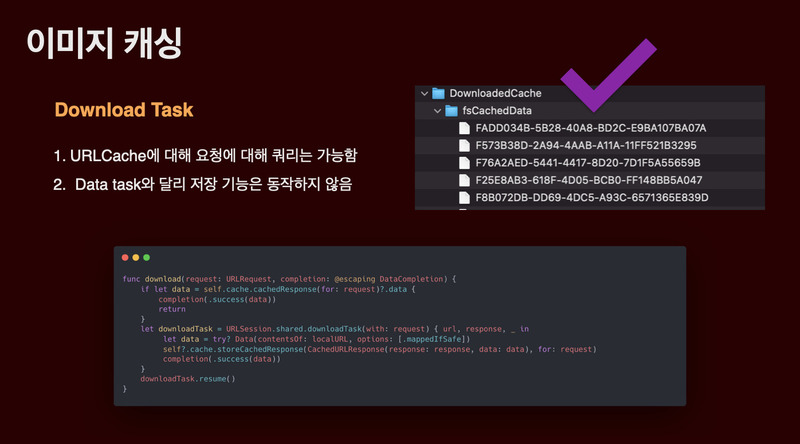 이미지 캐싱
Download Task
1. URLCache에 대해 요청에 대해 쿼리는 가능함
2. Data task와 달리 저장 기능은 동작하지 않음
DownloadedCache
fsCachedData
FADD034B-5B28-40A8-BD2C-E9BA107BA07A
F573B38D-2A94-4AAB-A11A-11FF521B3295
F76A2AED-5441-4417-8D20-7D1F5A55659B
F25E8AB3-618F-4D05-BCB0-FF148BB5A047
F8B072DB-DD69-4DC5-A93C-6571365E839D
func download(request: URLRequest, completion: @escaping DataCompletion) {
if let data = self.cache.cachedResponse(for: request)?.data {
completion(.success(data))
return
}
let downloadTask = URLSession.shared.downloadTask(with: request) { url, response, _ in
let data = try? Data(contentsOf: localURL, options: [.mappedIfSafe])
self?.cache.storeCachedResponse(CachedURLResponse(response: response, data: data), for: request)
completion(.success(data))
}
downloadTask.resume()
}